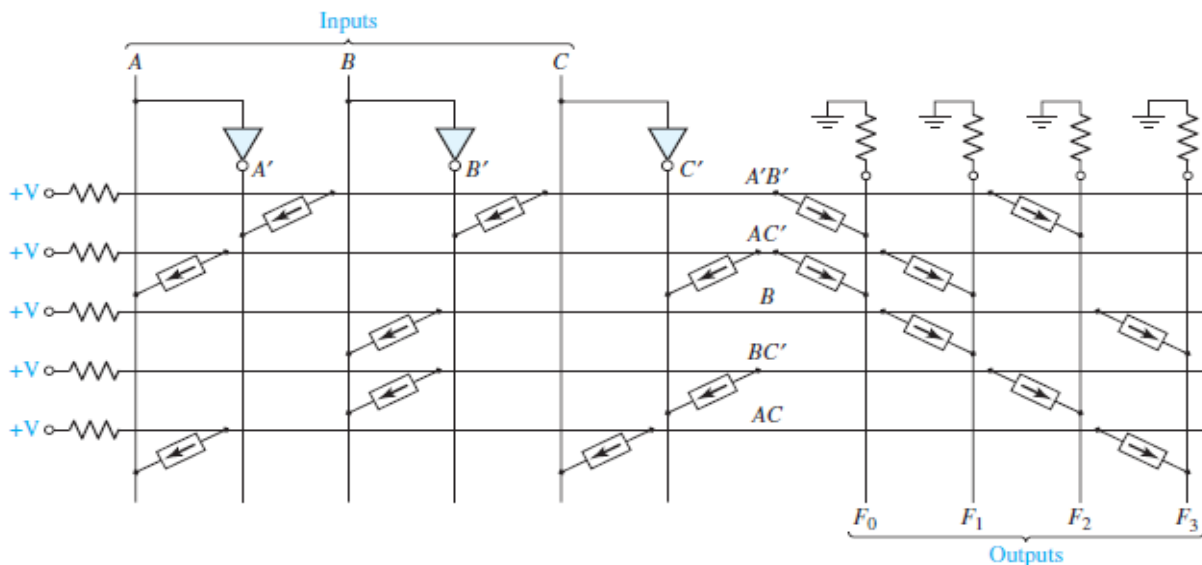 Inputs
A B C
A′ B′ C′
+V A′B′
+V AC′
+V B
+V BC′
+V AC
F₀ F₁ F₂ F₃
Outputs